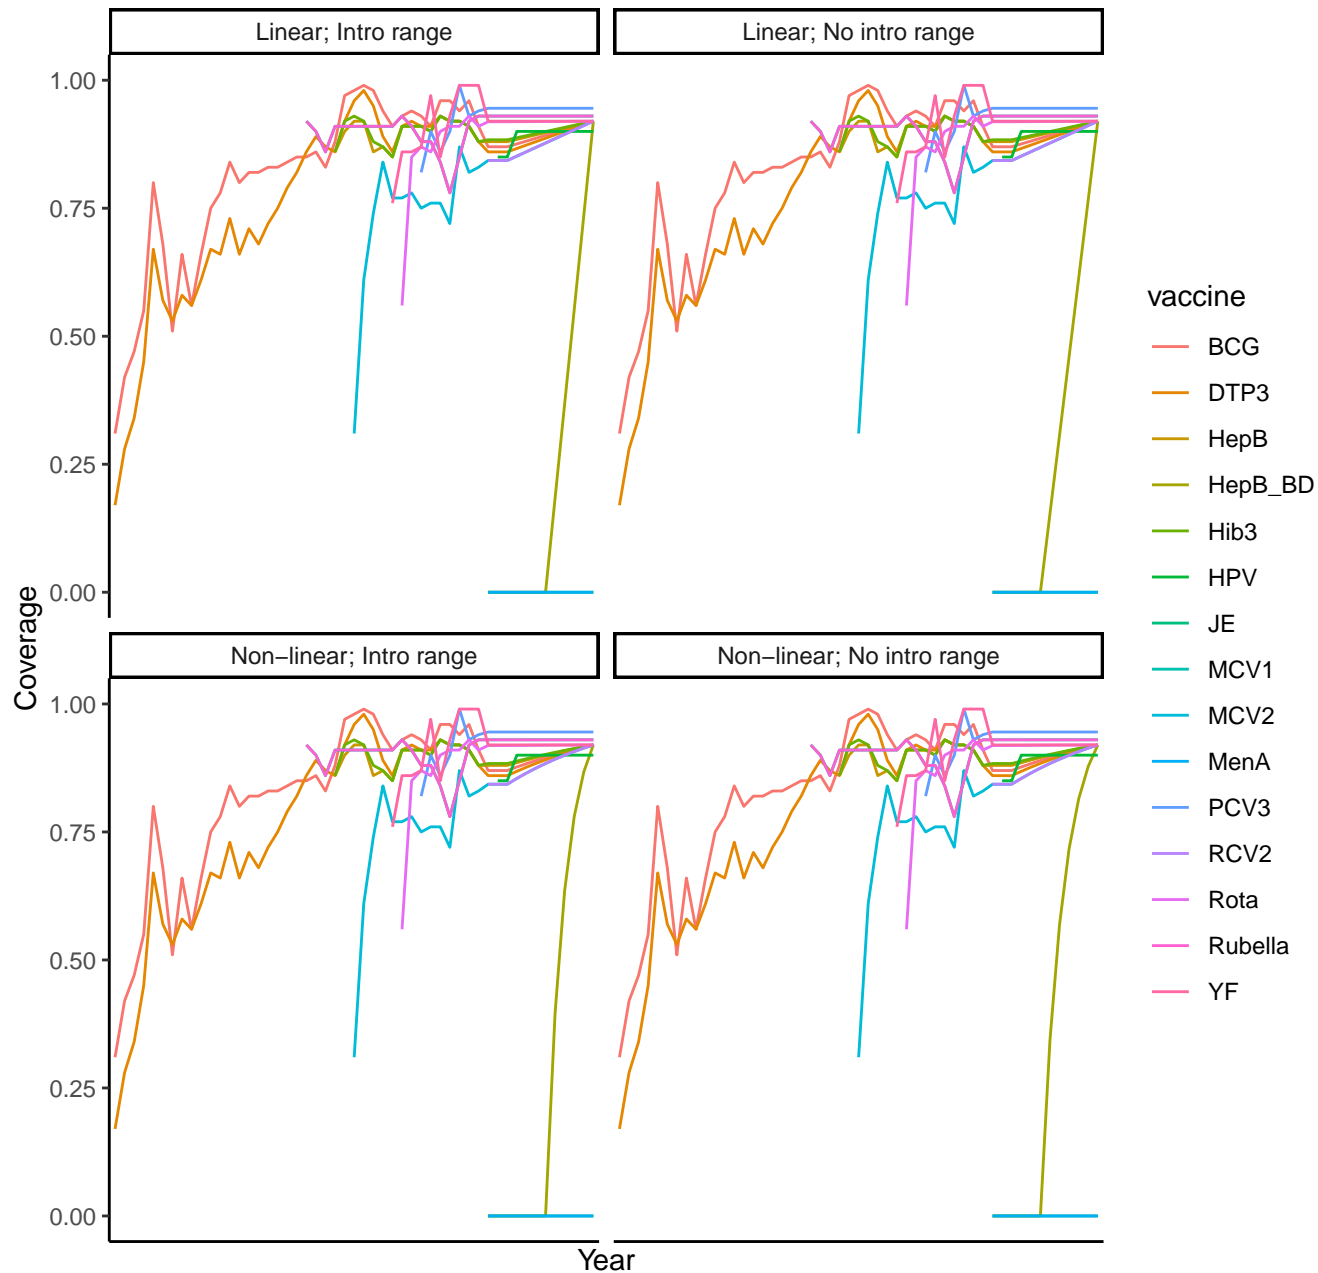 Linear; Intro range
Linear; No intro range
1.00
0.75
0.50
0.25
0.00
Non−linear; Intro range
Non−linear; No intro range
1.00
0.75
0.50
0.25
0.00
Coverage
Year
vaccine
BCG
DTP3
HepB
HepB_BD
Hib3
HPV
JE
MCV1
MCV2
MenA
PCV3
RCV2
Rota
Rubella
YF